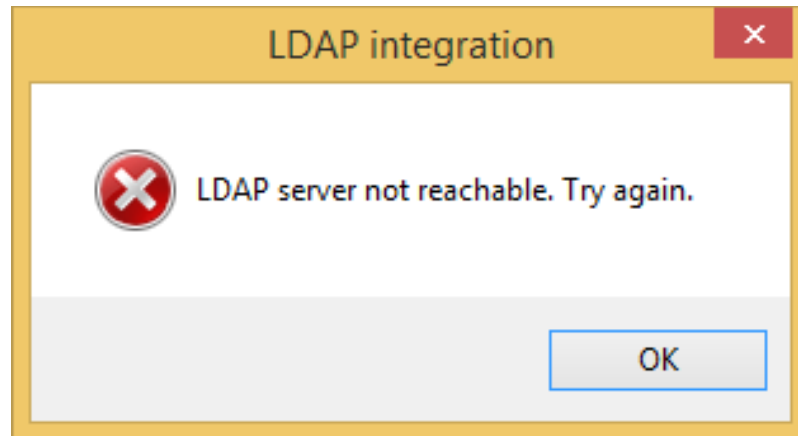 LDAP integration
LDAP server not reachable. Try again.
OK